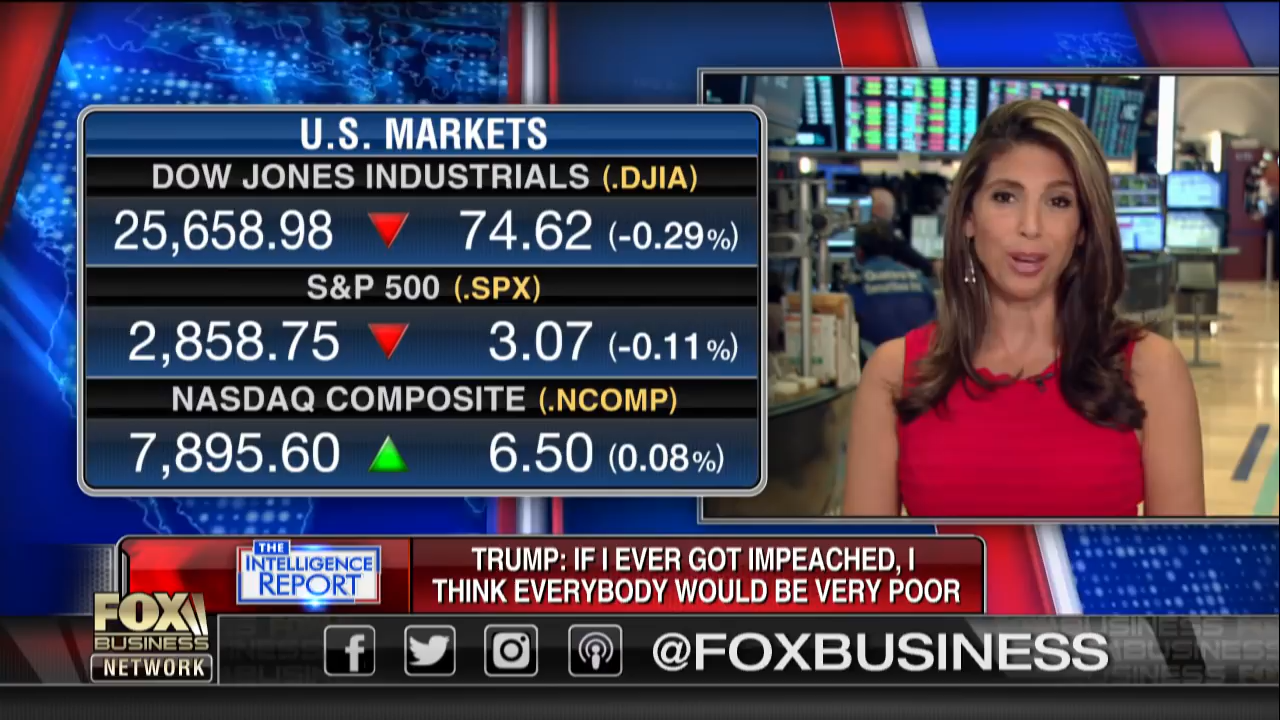 U.S. MARKETS
DOW JONES INDUSTRIALS (.DJIA)
25,658.98 ▼ 74.62 (-0.29%)
S&P 500 (.SPX)
2,858.75 ▼ 3.07 (-0.11%)
NASDAQ COMPOSITE (.NCOMP)
7,895.60 ▲ 6.50 (0.08%)
THE
INTELLIGENCE
REPORT
TRUMP: IF I EVER GOT IMPEACHED, I
THINK EVERYBODY WOULD BE VERY POOR
FOX
BUSINESS
NETWORK
@FOXBUSINESS